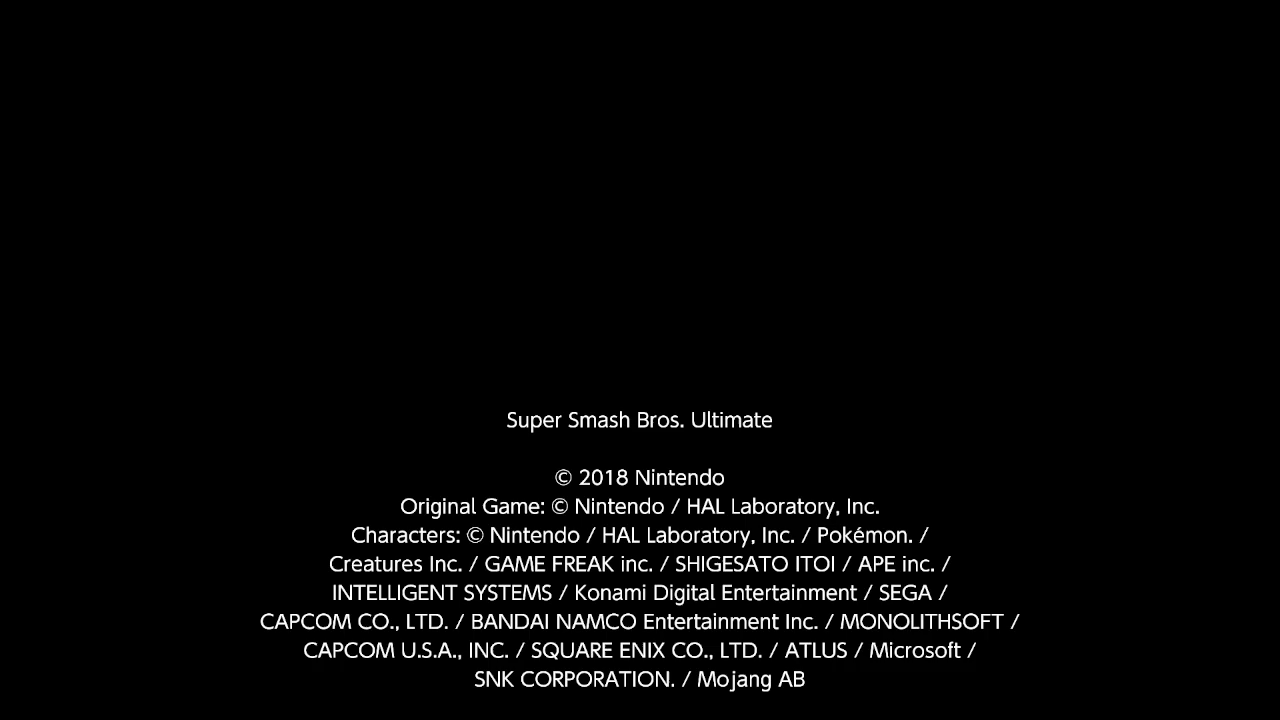 Super Smash Bros. Ultimate
© 2018 Nintendo
Original Game: © Nintendo / HAL Laboratory, Inc.
Characters: © Nintendo / HAL Laboratory, Inc. / Pokémon. /
Creatures Inc. / GAME FREAK inc. / SHIGESATO ITOI / APE inc. /
INTELLIGENT SYSTEMS / Konami Digital Entertainment / SEGA /
CAPCOM CO., LTD. / BANDAI NAMCO Entertainment Inc. / MONOLITHSOFT /
CAPCOM U.S.A., INC. / SQUARE ENIX CO., LTD. / ATLUS / Microsoft /
SNK CORPORATION. / Mojang AB